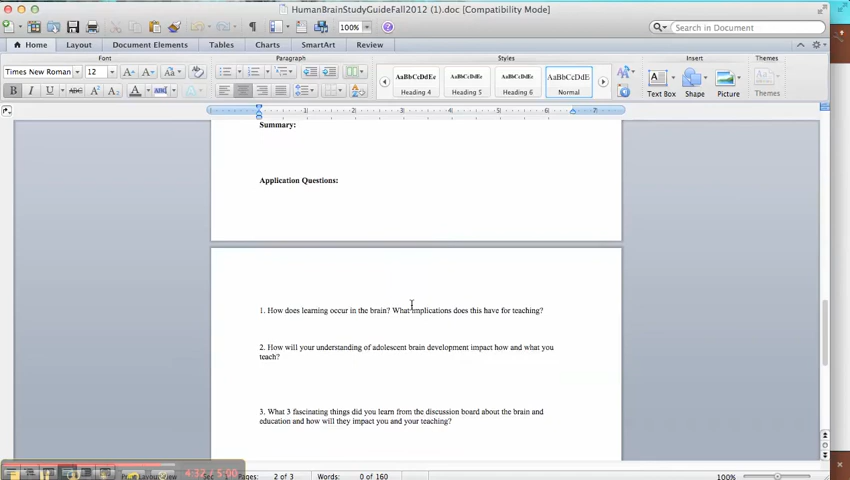 HumanBrainStudyGuideFall2012 (1).doc [Compatibility Mode]
100%
Search in Document
Home
Layout
Document Elements
Tables
Charts
SmartArt
Review
Font
Paragraph
Styles
Insert
Themes
Times New Roman
12
AaBbCcDdEe
AaBbCcDdEe
AaBbCcDdEe
AaBbCcDdE
Heading 4
Heading 5
Heading 6
Normal
Text Box
Shape
Picture
Themes
Summary:
Application Questions:
1. How does learning occur in the brain? What implications does this have for teaching?
2. How will your understanding of adolescent brain development impact how and what you
teach?
3. What 3 fascinating things did you learn from the discussion board about the brain and
education and how will they impact you and your teaching?
4:32 / 5:00
Pages: 2 of 3
Words: 0 of 160
100%